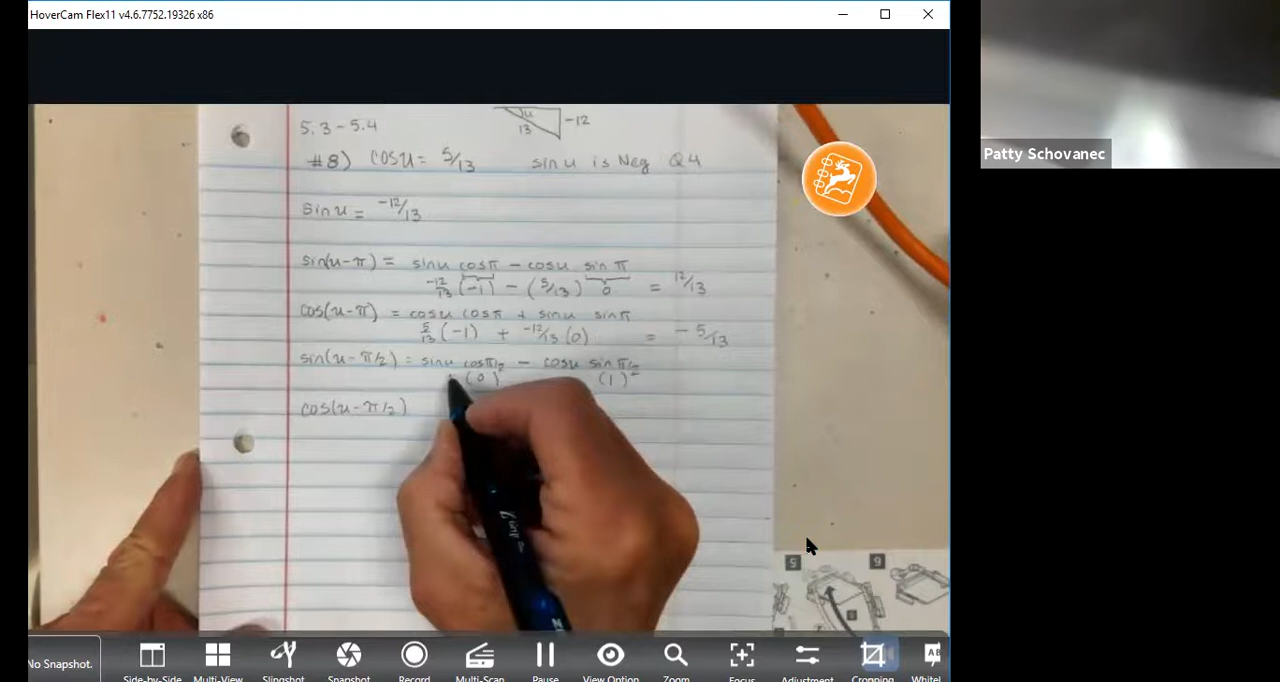 HoverCam Flex11 v4.6.7752.19326 x86
Patty Schovanec
5.3-5.4
u
13
-12
#8) cos u = 5/13 sin u is Neg Q4
sin u = -12/13
sin(u-π) = sin u cos π - cos u sin π
-12/13 (-1) - (5/13) 0 = 12/13
cos(u-π) = cos u cos π + sin u sin π
5/13 (-1) + -12/13 (0) = -5/13
sin(u-π/2) = sin u cos π/2 - cos u sin π/2
(0) (1)
cos(u-π/2)
5
6
No Snapshot.
Side-by-Side Multi-View Slingshot Snapshot Record Multi-Scan Pause View Option Zoom Focus Adjustment Cropping Whitel